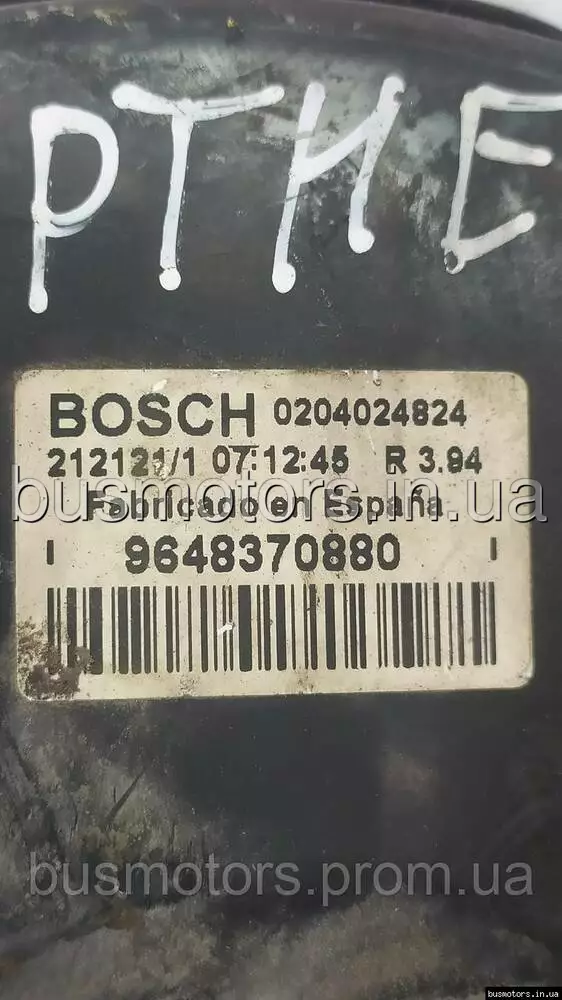 PTHE
BOSCH 0204024824
212121/1 07:12:45 R 3.94
busmotors.in.ua
Fabricado en España
I 9648370880 I
busmotors.prom.ua
busmotors.in.ua